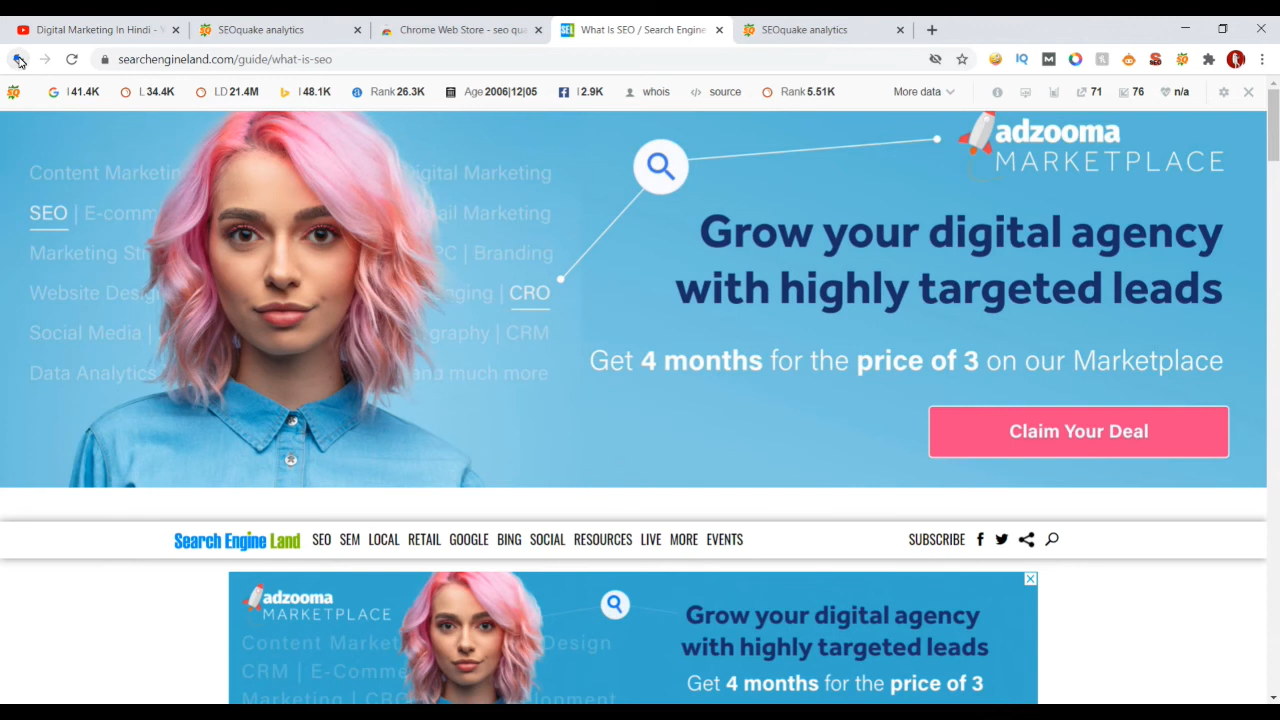 Digital Marketing In Hindi - Y
SEOquake analytics
Chrome Web Store - seo qua
What Is SEO / Search Engine
SEOquake analytics
searchengineland.com/guide/what-is-seo
I 41.4K
L 34.4K
LD 21.4M
I 48.1K
Rank 26.3K
Age 2006|12|05
I 2.9K
whois
source
Rank 5.51K
More data
71
76
n/a
adzooma
MARKETPLACE
Content Marketin
igital Marketing
SEO | E-comm
ail Marketing
Marketing Str
PC | Branding
Website Desig
aging | CRO
Social Media |
graphy | CRM
Data Analytics
and much more
Grow your digital agency
with highly targeted leads
Get 4 months for the price of 3 on our Marketplace
Claim Your Deal
Search Engine Land
SEO SEM LOCAL RETAIL GOOGLE BING SOCIAL RESOURCES LIVE MORE EVENTS
SUBSCRIBE
adzooma
MARKETPLACE
Content Market
Design
CRM | E-Comme
Marketing | CRO
lopment
Grow your digital agency
with highly targeted leads
Get 4 months for the price of 3